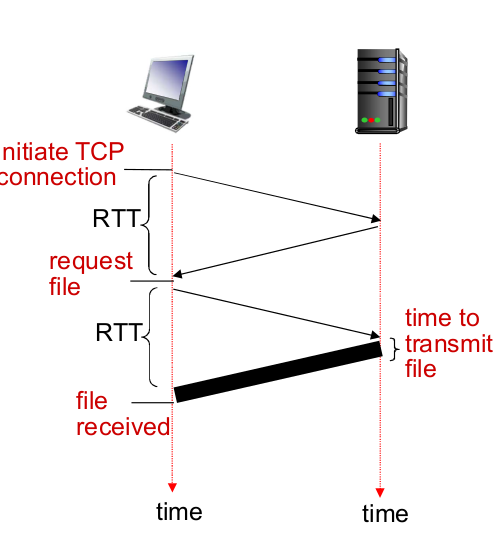 nitiate TCP
connection
RTT
request
file
RTT
time to
transmit
file
file
received
time
time